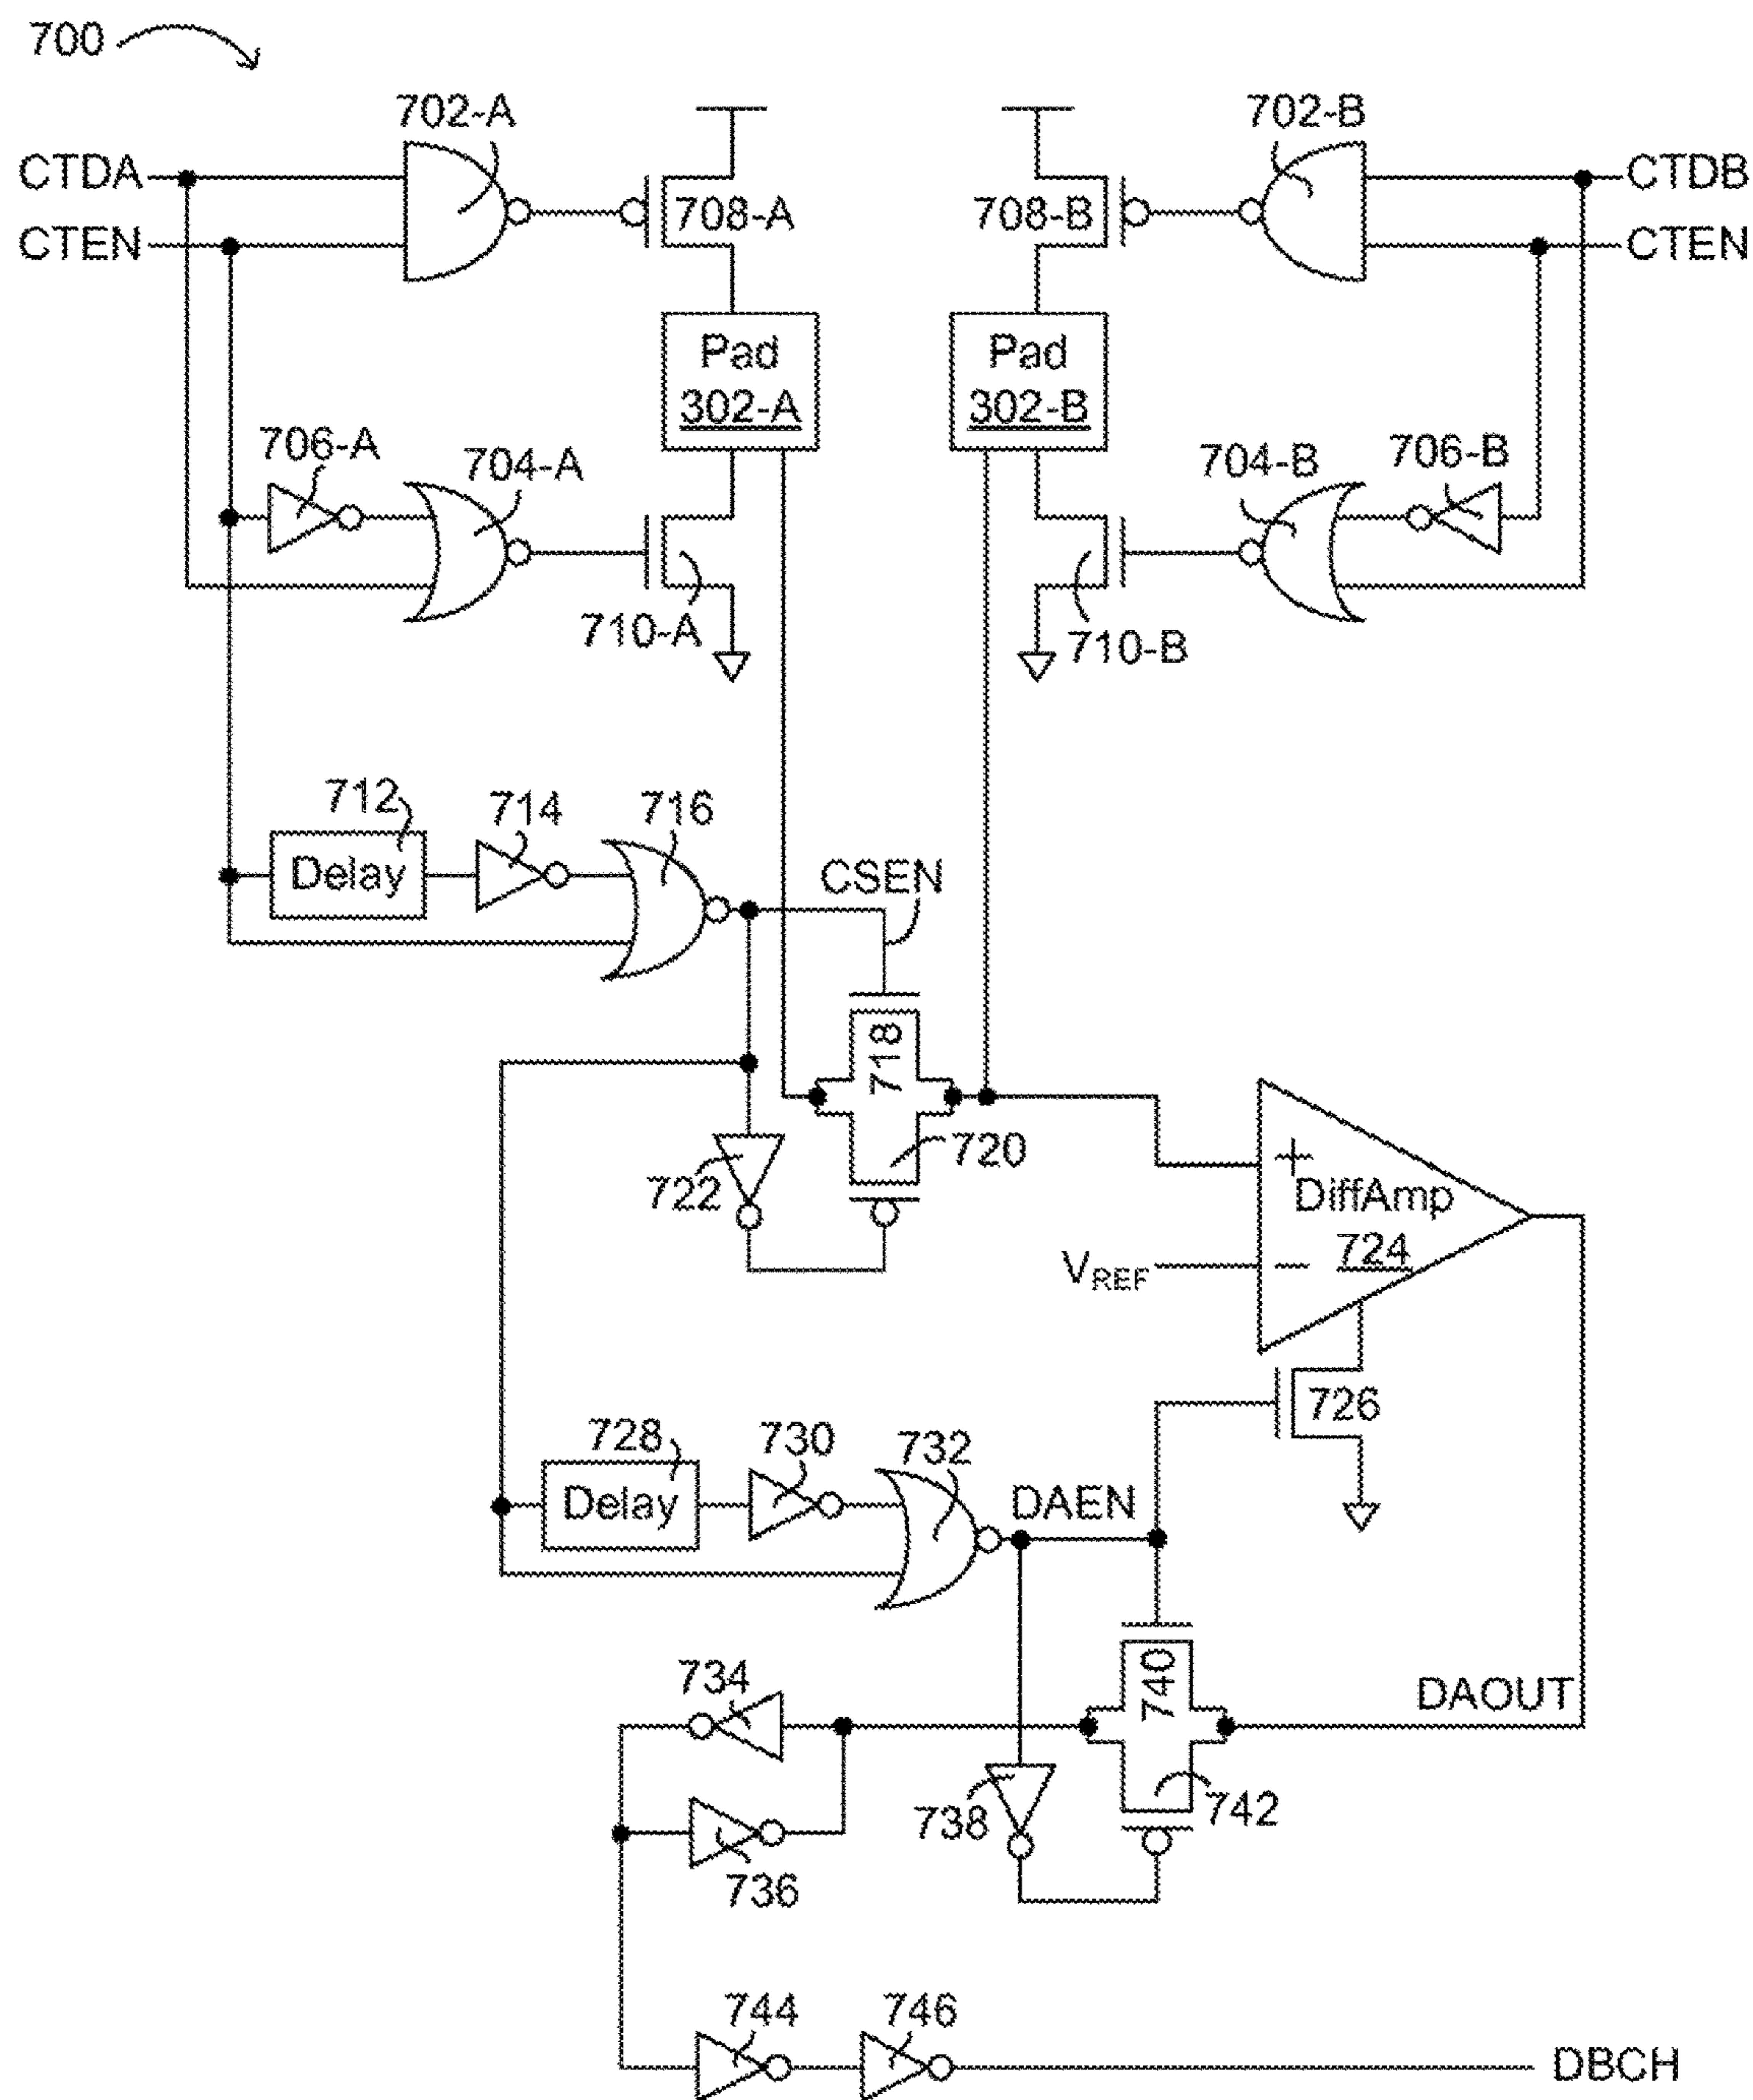 700
702-A
702-B
CTDA
CTDB
CTEN
CTEN
708-A
708-B
Pad
302-A
Pad
302-B
706-A
704-A
704-B
706-B
710-A
710-B
712
714
716
Delay
CSEN
718
720
722
+
DiffAmp
724
VREF
−
726
728
730
732
Delay
DAEN
734
740
DAOUT
736
738
742
744
746
DBCH